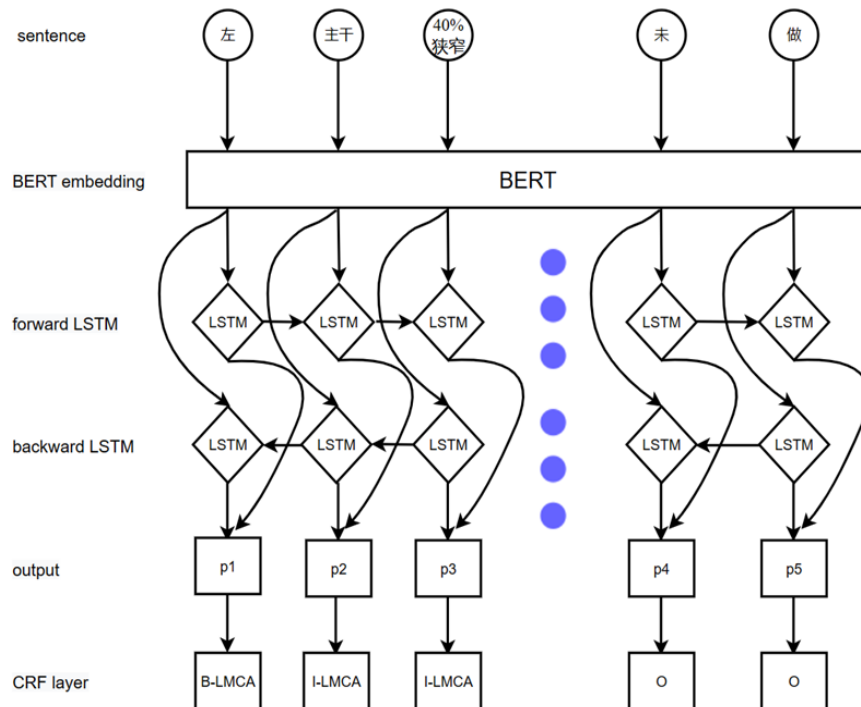 sentence
左
主干
40%
狭窄
未
做
BERT embedding
BERT
forward LSTM
LSTM
LSTM
LSTM
LSTM
LSTM
backward LSTM
LSTM
LSTM
LSTM
LSTM
LSTM
output
p1
p2
p3
p4
p5
CRF layer
B-LMCA
I-LMCA
I-LMCA
O
O